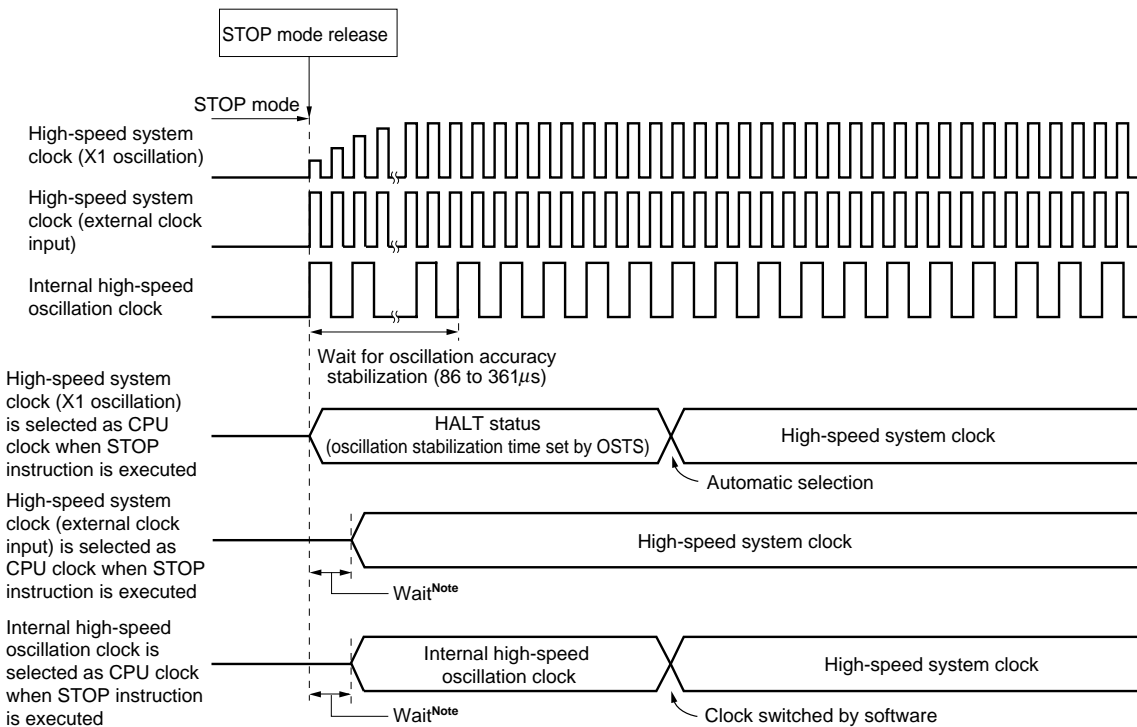 STOP mode release
STOP mode
High-speed system
clock (X1 oscillation)
High-speed system
clock (external clock
input)
Internal high-speed
oscillation clock
Wait for oscillation accuracy
stabilization (86 to 361μs)
High-speed system
clock (X1 oscillation)
is selected as CPU
clock when STOP
instruction is executed
HALT status
(oscillation stabilization time set by OSTS)
High-speed system clock
Automatic selection
High-speed system
clock (external clock
input) is selected as
CPU clock when STOP
instruction is executed
High-speed system clock
WaitNote
Internal high-speed
oscillation clock is
selected as CPU clock
when STOP instruction
is executed
Internal high-speed
oscillation clock
High-speed system clock
WaitNote
Clock switched by software